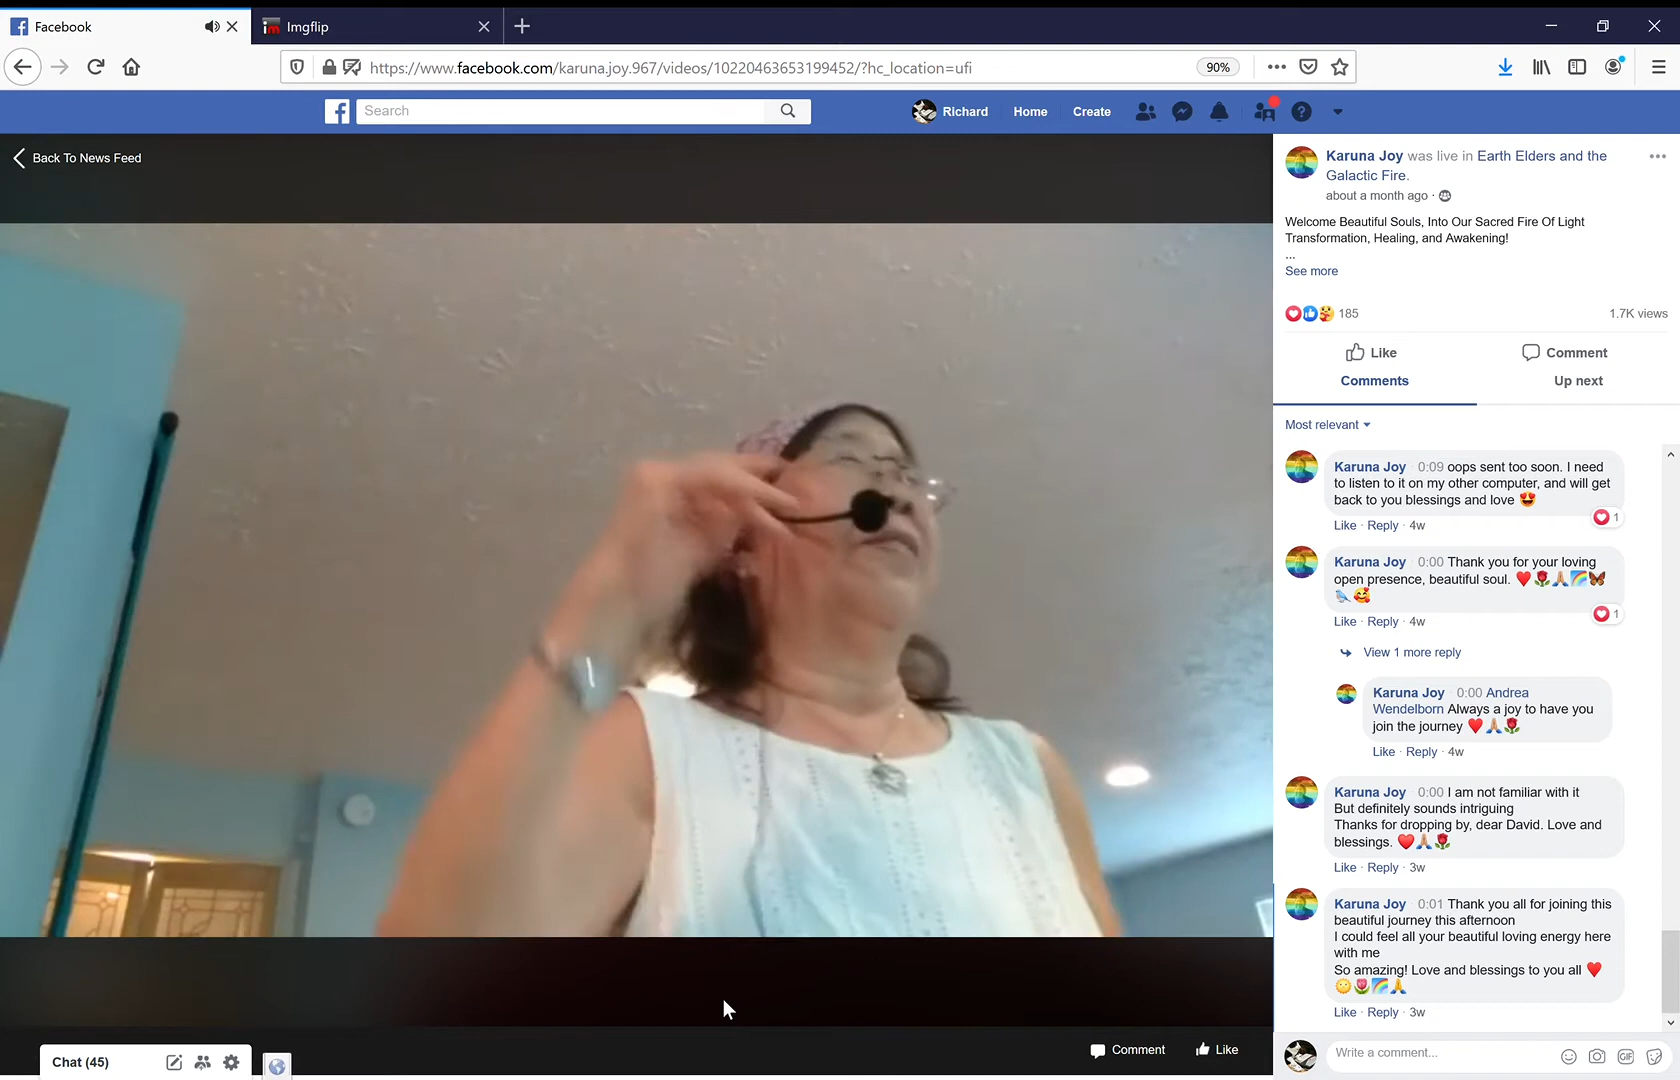 Facebook
Imgflip
https://www.facebook.com/karuna.joy.967/videos/10220463653199452/?hc_location=ufi
90%
Search
Richard
Home
Create
Back To News Feed
Karuna Joy was live in Earth Elders and the
Galactic Fire.
about a month ago ·
Welcome Beautiful Souls, Into Our Sacred Fire Of Light
Transformation, Healing, and Awakening!
...
See more
185
1.7K views
Like
Comment
Comments
Up next
Most relevant
Karuna Joy · 0:09 oops sent too soon. I need
to listen to it on my other computer, and will get
back to you blessings and love 😍
1
Like · Reply · 4w
Karuna Joy · 0:00 Thank you for your loving
open presence, beautiful soul. ❤️🌹🙏🌈🦋
🐦🥰
1
Like · Reply · 4w
View 1 more reply
Karuna Joy · 0:00 Andrea
Wendelborn Always a joy to have you
join the journey ❤️🙏🌹
Like · Reply · 4w
Karuna Joy · 0:00 I am not familiar with it
But definitely sounds intriguing
Thanks for dropping by, dear David. Love and
blessings. ❤️🙏🌹
Like · Reply · 3w
Karuna Joy · 0:01 Thank you all for joining this
beautiful journey this afternoon
I could feel all your beautiful loving energy here
with me
So amazing! Love and blessings to you all ❤️
🌞🌷🌈🙏
Like · Reply · 3w
Chat (45)
Comment
Like
Write a comment...
GIF